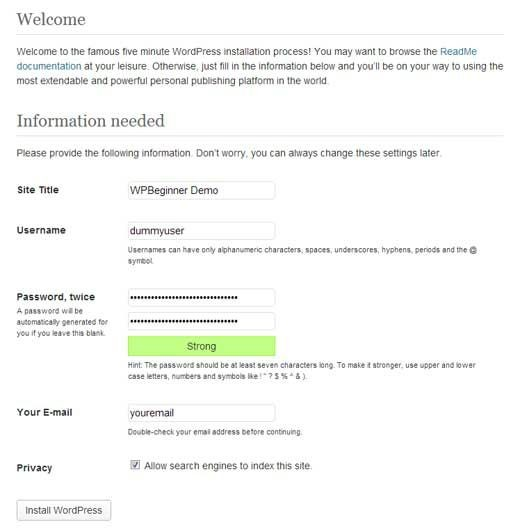 Welcome
Welcome to the famous five minute WordPress installation process! You may want to browse the ReadMe
documentation at your leisure. Otherwise, just fill in the information below and you'll be on your way to using the
most extendable and powerful personal publishing platform in the world.
Information needed
Please provide the following information. Don't worry, you can always change these settings later.
Site Title
WPBeginner Demo
Username
dummyuser
Usernames can have only alphanumeric characters, spaces, underscores, hyphens, periods and the @
symbol.
Password, twice
A password will be
automatically generated for
you if you leave this blank.
Strong
Hint: The password should be at least seven characters long. To make it stronger, use upper and lower
case letters, numbers and symbols like ! " ? $ % ^ & ).
Your E-mail
youremail
Double-check your email address before continuing.
Privacy
Allow search engines to index this site.
Install WordPress